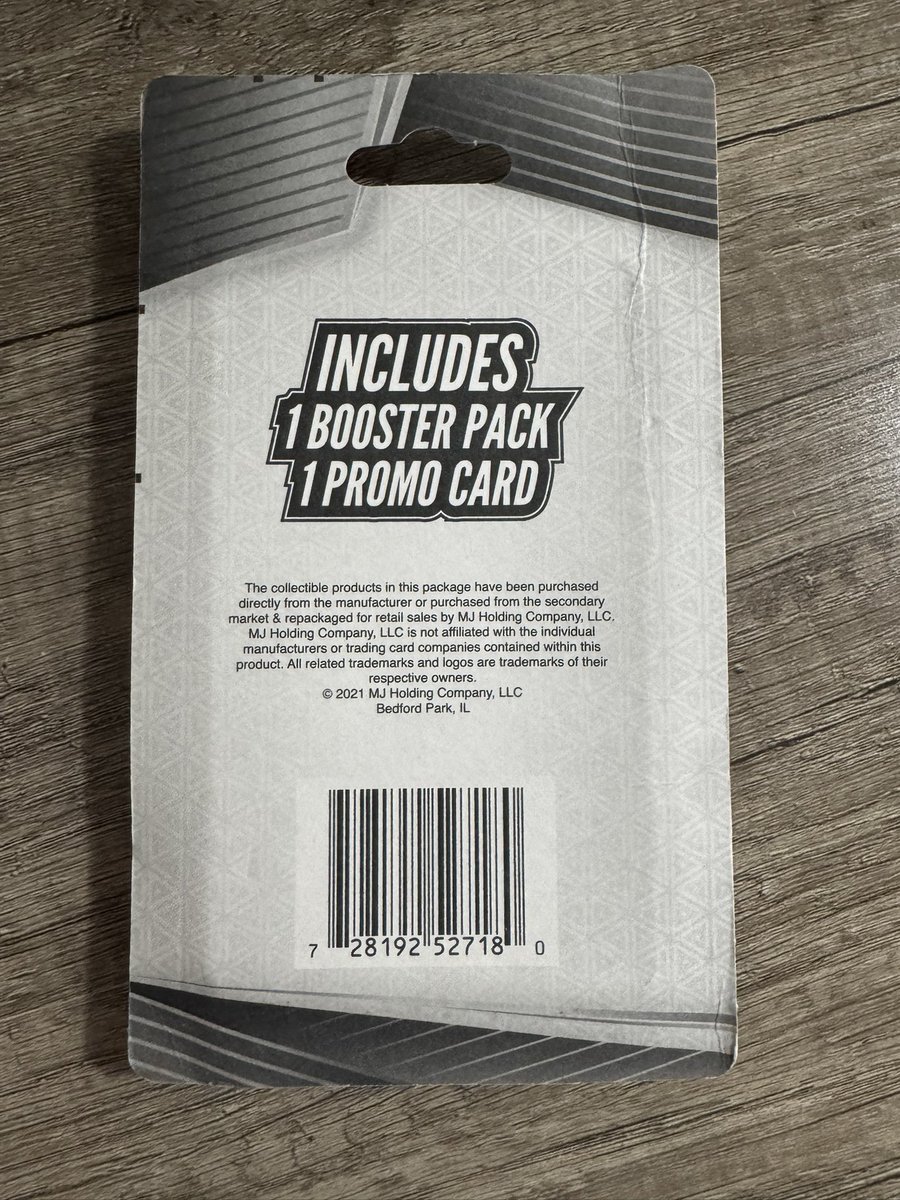 INCLUDES
1 BOOSTER PACK
1 PROMO CARD
The collectible products in this package have been purchased
directly from the manufacturer or purchased from the secondary
market & repackaged for retail sales by MJ Holding Company, LLC.
MJ Holding Company, LLC is not affiliated with the individual
manufacturers or trading card companies contained within this
product. All related trademarks and logos are trademarks of their
respective owners.
© 2021 MJ Holding Company, LLC
Bedford Park, IL
7 28192 52718 0